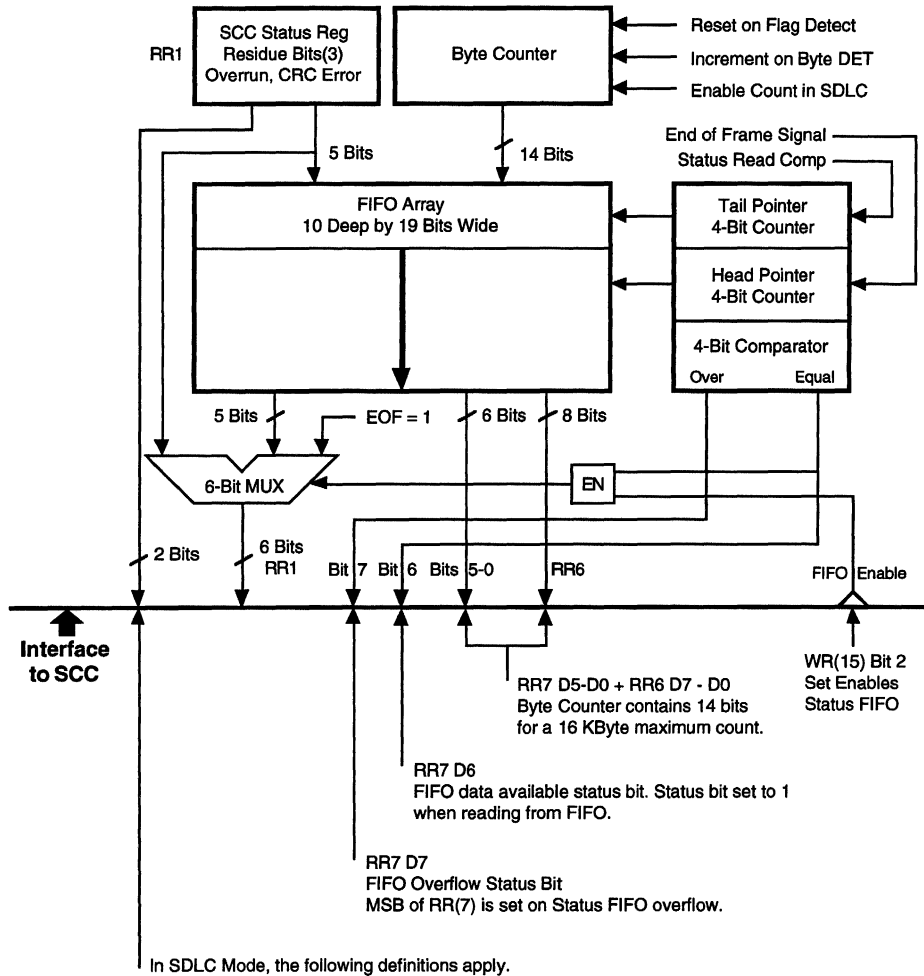 RR1
SCC Status Reg
Residue Bits(3)
Overrun, CRC Error
Byte Counter
Reset on Flag Detect
Increment on Byte DET
Enable Count in SDLC
End of Frame Signal
Status Read Comp
5 Bits
14 Bits
FIFO Array
10 Deep by 19 Bits Wide
Tail Pointer
4-Bit Counter
Head Pointer
4-Bit Counter
4-Bit Comparator
Over Equal
5 Bits
EOF = 1
6 Bits
8 Bits
6-Bit MUX
EN
2 Bits
6 Bits
RR1
Bit 7
Bit 6
Bits 5-0
RR6
FIFO Enable
Interface
to SCC
WR(15) Bit 2
Set Enables
Status FIFO
RR7 D5-D0 + RR6 D7 - D0
Byte Counter contains 14 bits
for a 16 KByte maximum count.
RR7 D6
FIFO data available status bit. Status bit set to 1
when reading from FIFO.
RR7 D7
FIFO Overflow Status Bit
MSB of RR(7) is set on Status FIFO overflow.
In SDLC Mode, the following definitions apply.